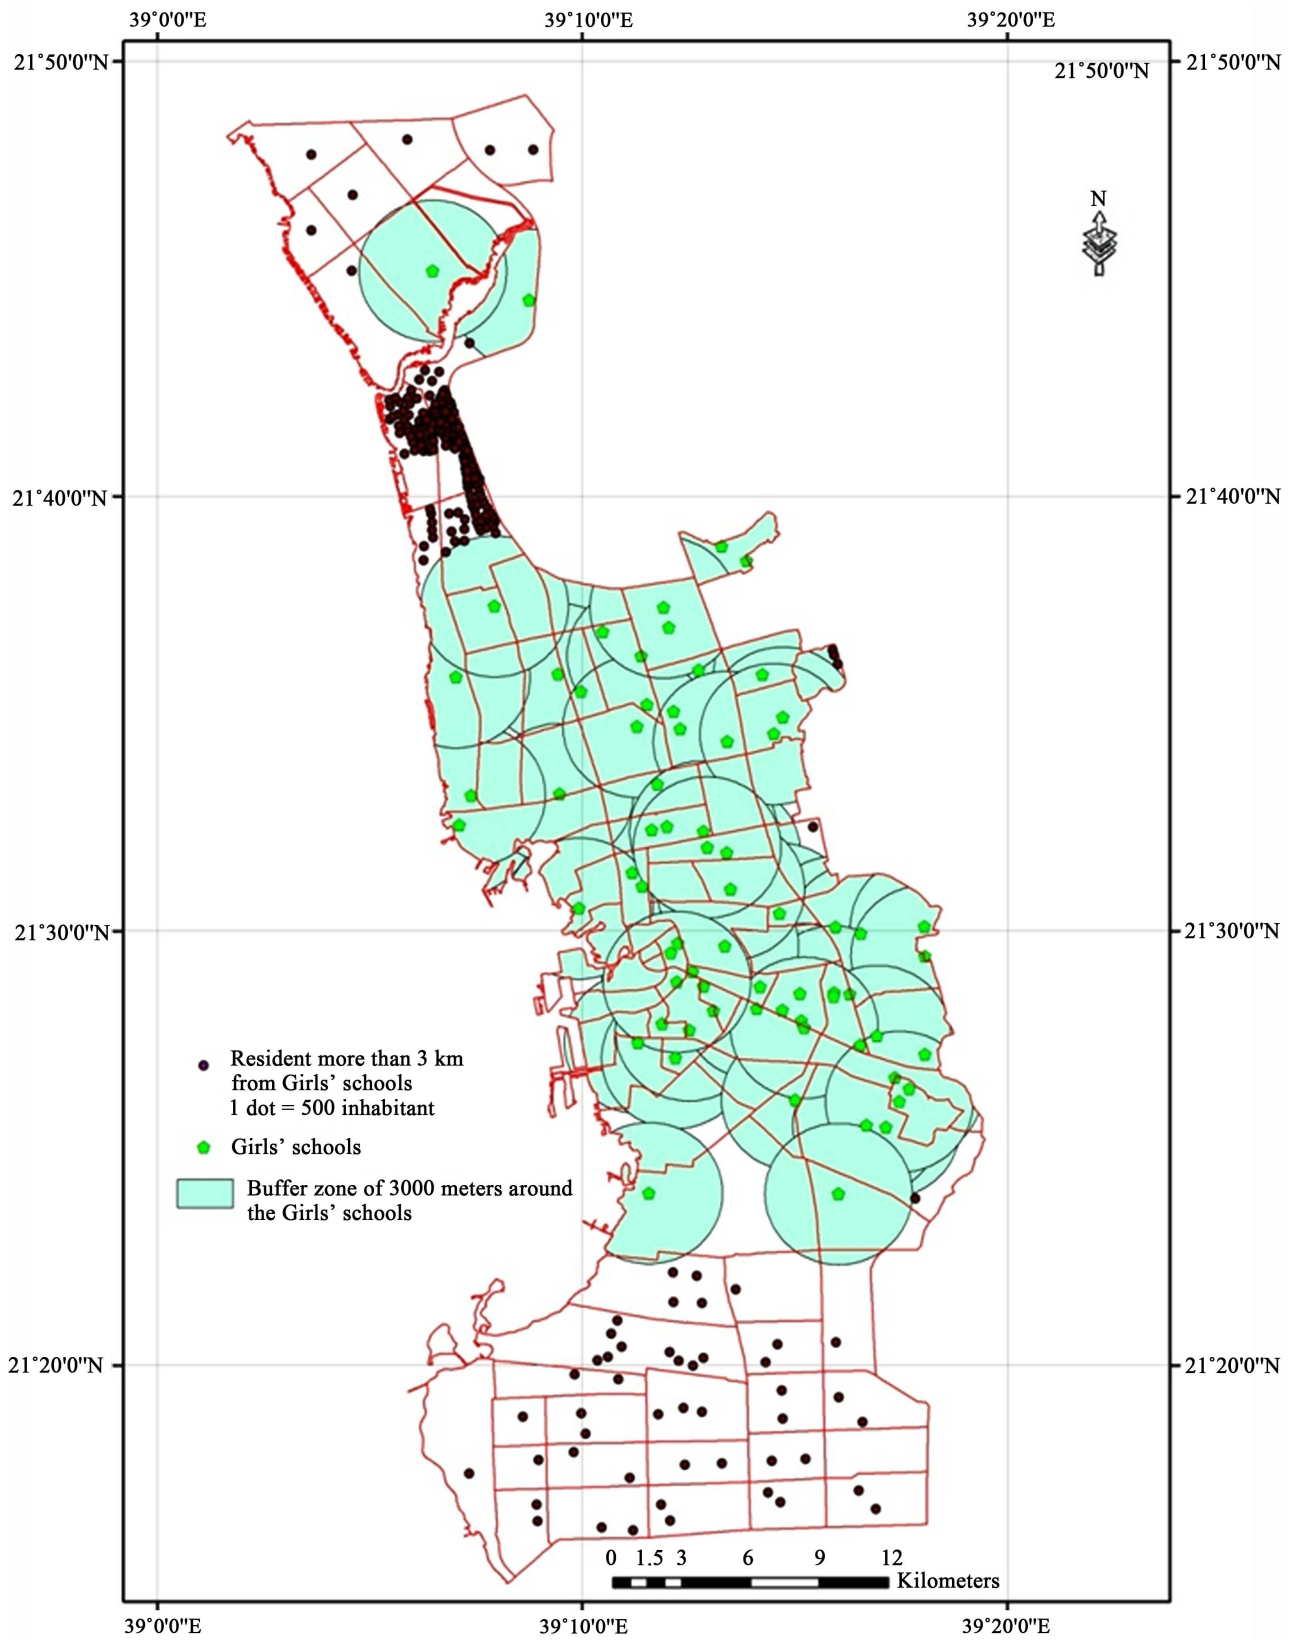 39°0'0"E 39°10'0"E 39°20'0"E
21°50'0"N 21°50'0"N
21°50'0"N
N
21°40'0"N 21°40'0"N
21°30'0"N 21°30'0"N
Resident more than 3 km
from Girls' schools
1 dot = 500 inhabitant
Girls' schools
Buffer zone of 3000 meters around
the Girls' schools
21°20'0"N 21°20'0"N
0 1.5 3 6 9 12
Kilometers
39°0'0"E 39°10'0"E 39°20'0"E